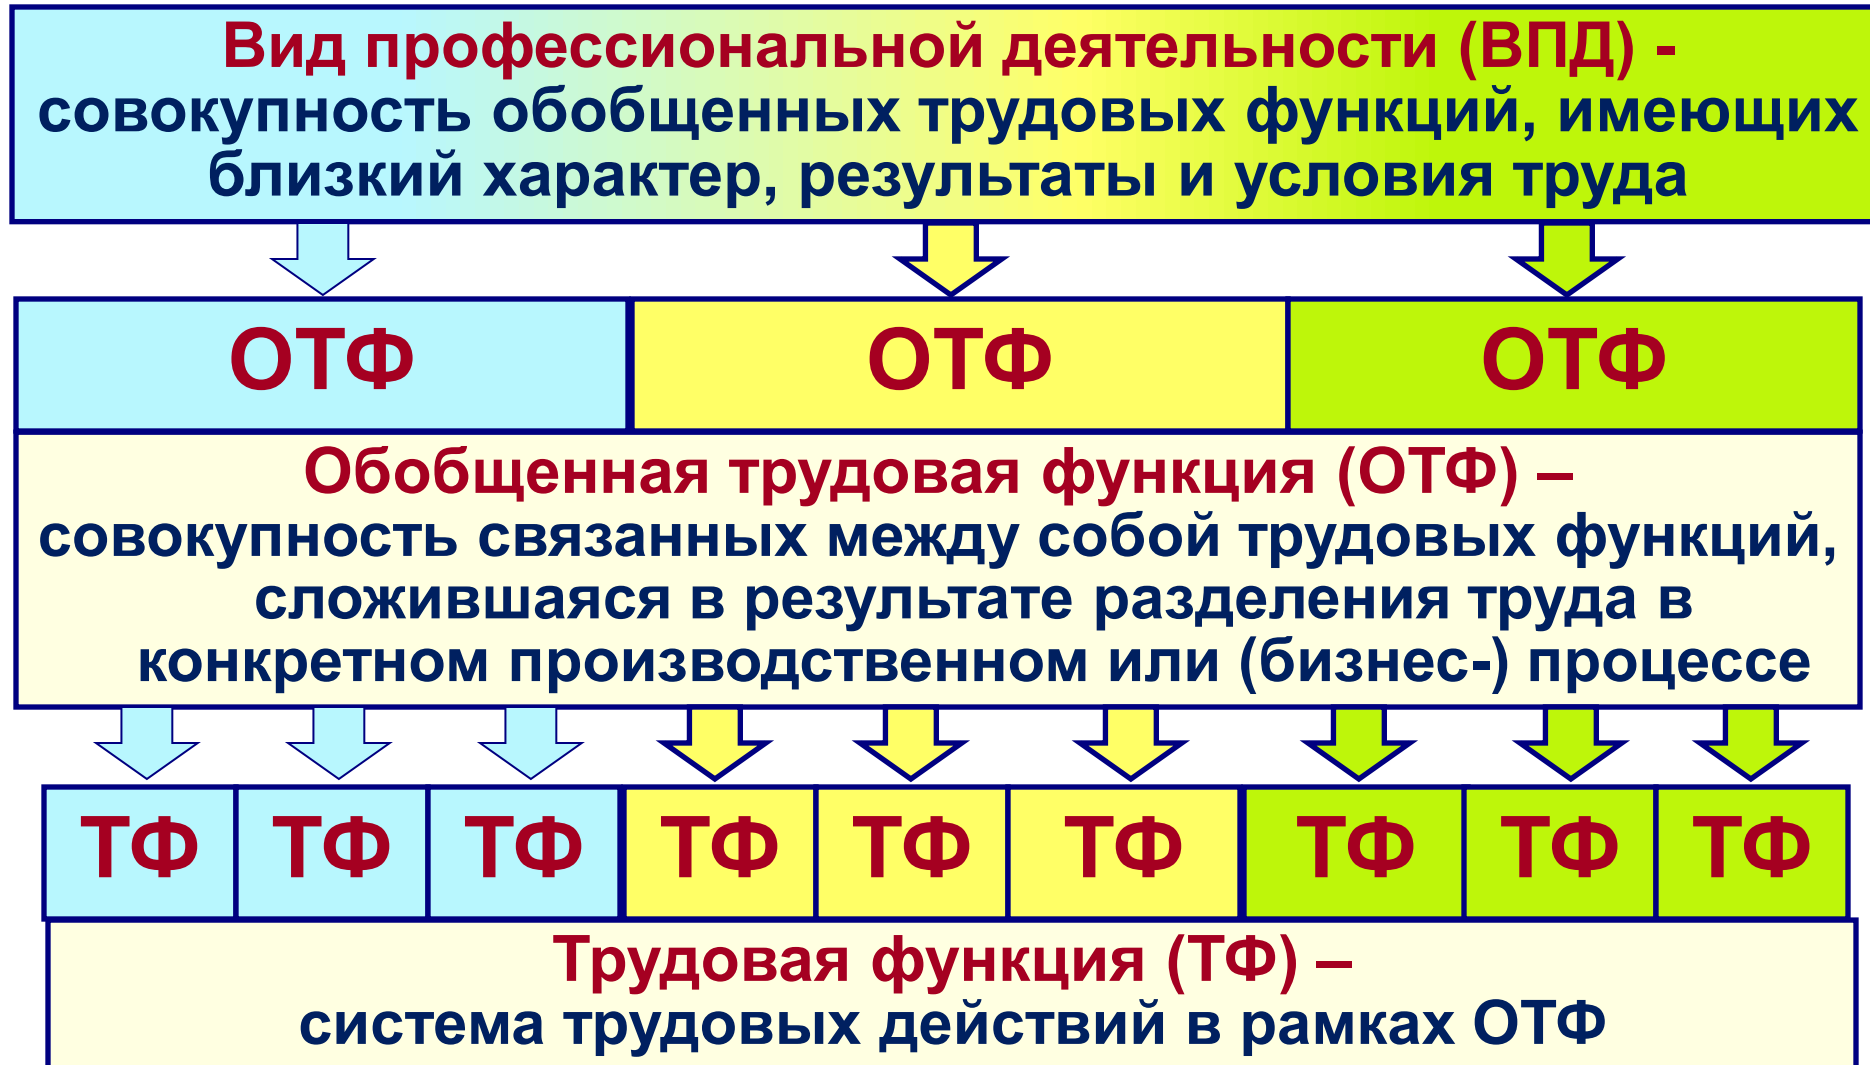 Вид профессиональной деятельности (ВПД) -
совокупность обобщенных трудовых функций, имеющих
близкий характер, результаты и условия труда
ОТФ ОТФ ОТФ
Обобщенная трудовая функция (ОТФ) –
совокупность связанных между собой трудовых функций,
сложившаяся в результате разделения труда в
конкретном производственном или (бизнес-) процессе
ТФ ТФ ТФ ТФ ТФ ТФ ТФ ТФ ТФ
Трудовая функция (ТФ) –
система трудовых действий в рамках ОТФ